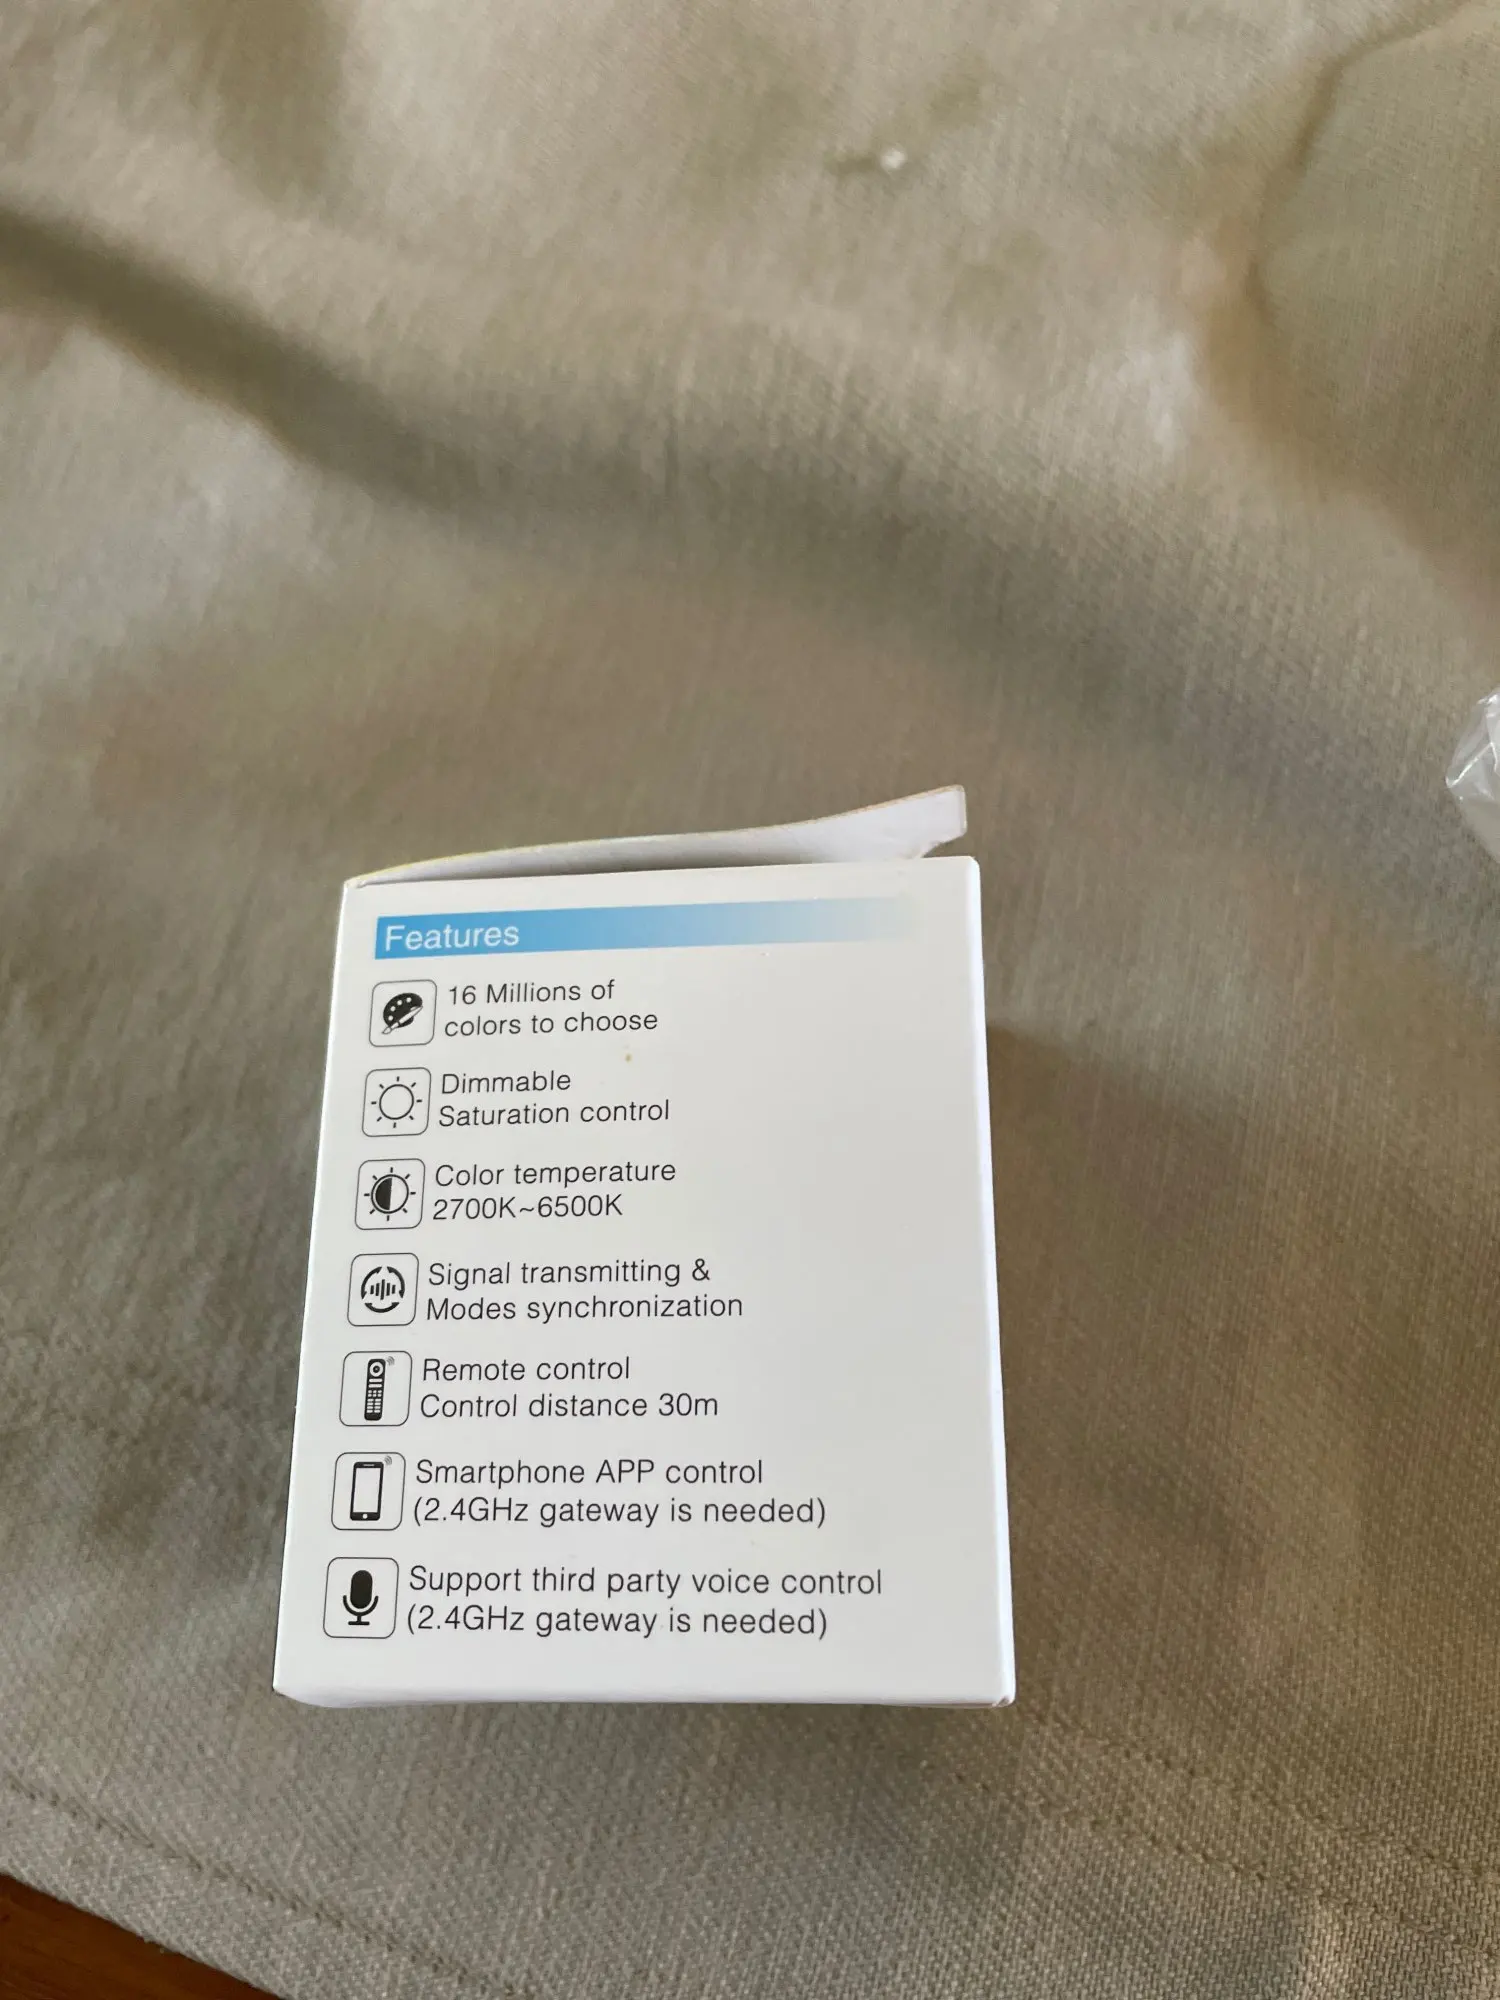 Features
16 Millions of
colors to choose
Dimmable
Saturation control
Color temperature
2700K~6500K
Signal transmitting &
Modes synchronization
Remote control
Control distance 30m
Smartphone APP control
(2.4GHz gateway is needed)
Support third party voice control
(2.4GHz gateway is needed)